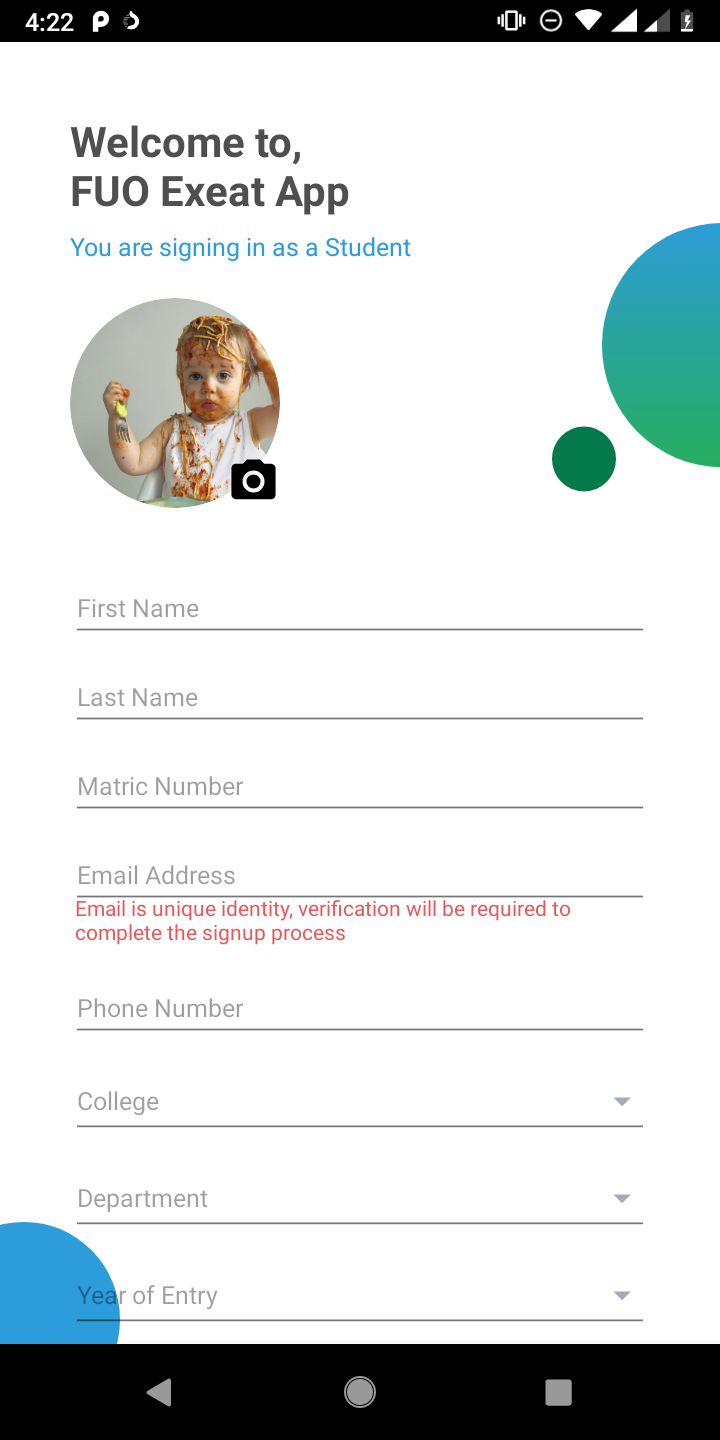 4:22
Welcome to,
FUO Exeat App
You are signing in as a Student
First Name
Last Name
Matric Number
Email Address
Email is unique identity, verification will be required to
complete the signup process
Phone Number
College
Department
Year of Entry